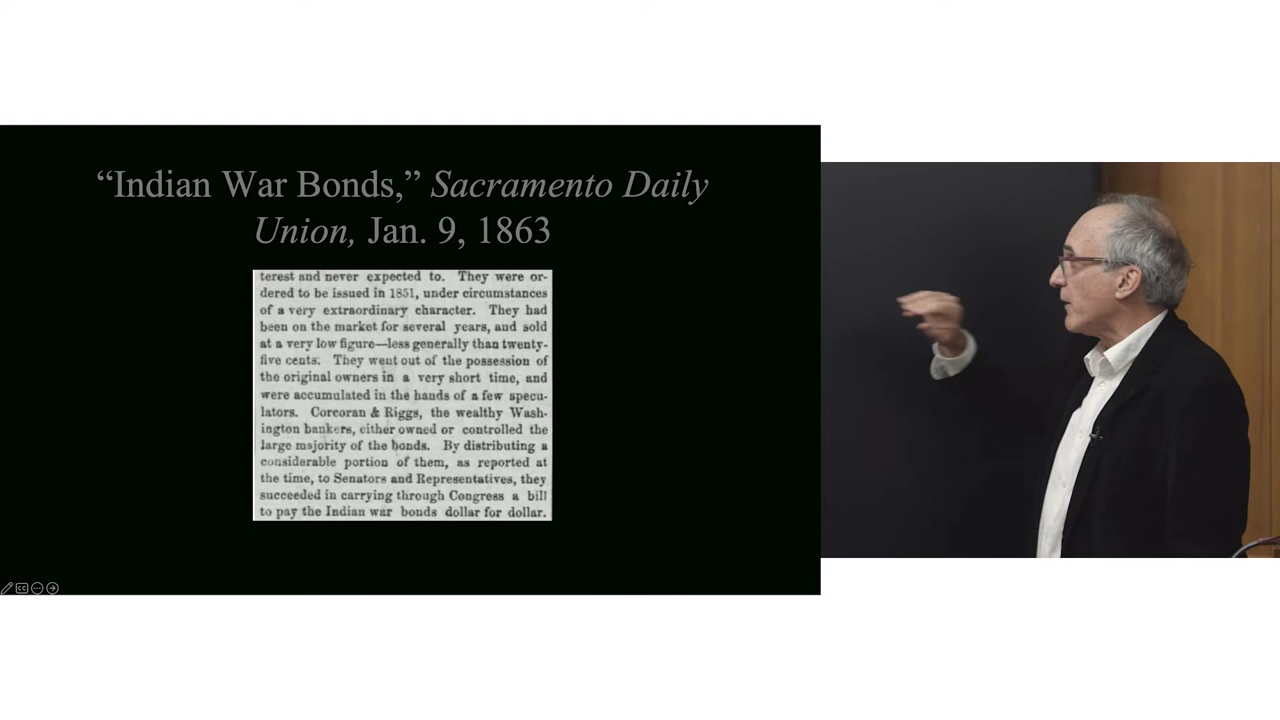 “Indian War Bonds,” Sacramento Daily
Union, Jan. 9, 1863
terest and never expected to. They were or-
dered to be issued in 1851, under circumstances
of a very extraordinary character. They had
been on the market for several years, and sold
at a very low figure—less generally than twenty-
five cents. They went out of the possession of
the original owners in a very short time, and
were accumulated in the hands of a few specu-
lators. Corcoran & Riggs, the wealthy Wash-
ington bankers, either owned or controlled the
large majority of the bonds. By distributing a
considerable portion of them, as reported at
the time, to Senators and Representatives, they
succeeded in carrying through Congress a bill
to pay the Indian war bonds dollar for dollar.
CC